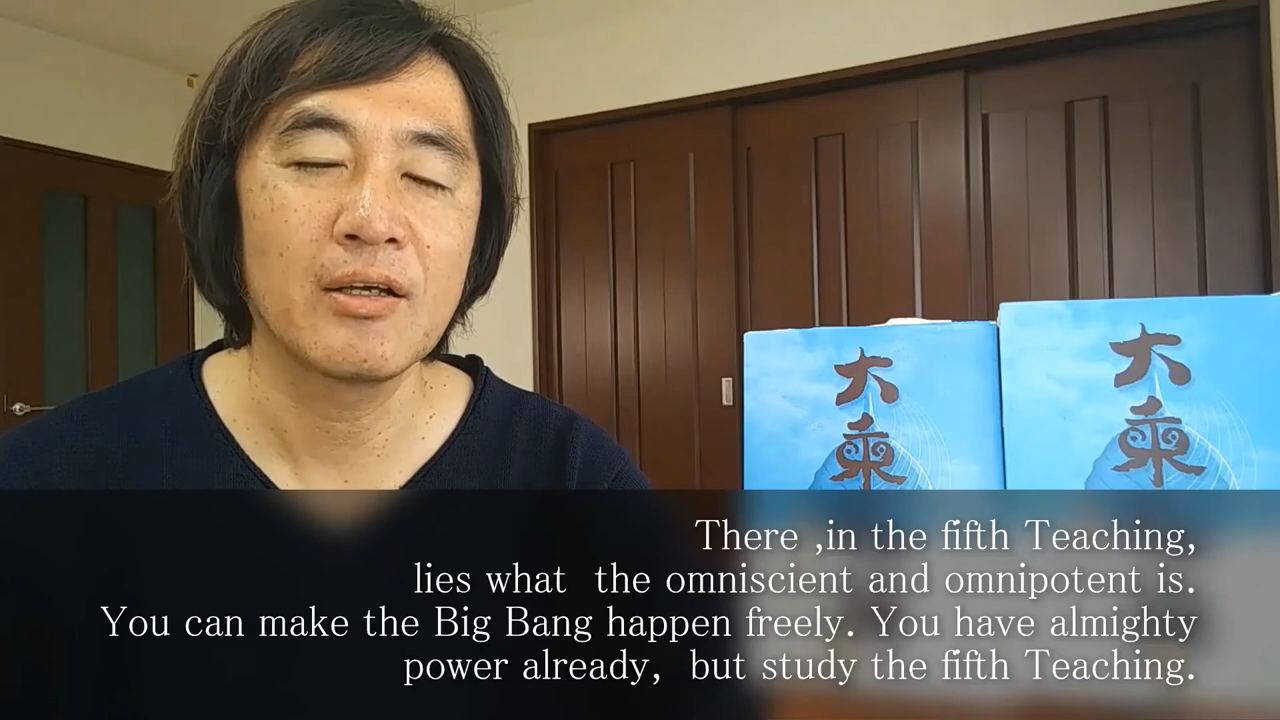 大乘
大乘
There ,in the fifth Teaching,
lies what  the omniscient and omnipotent is.
You can make the Big Bang happen freely. You have almighty
power already,  but study the fifth Teaching.